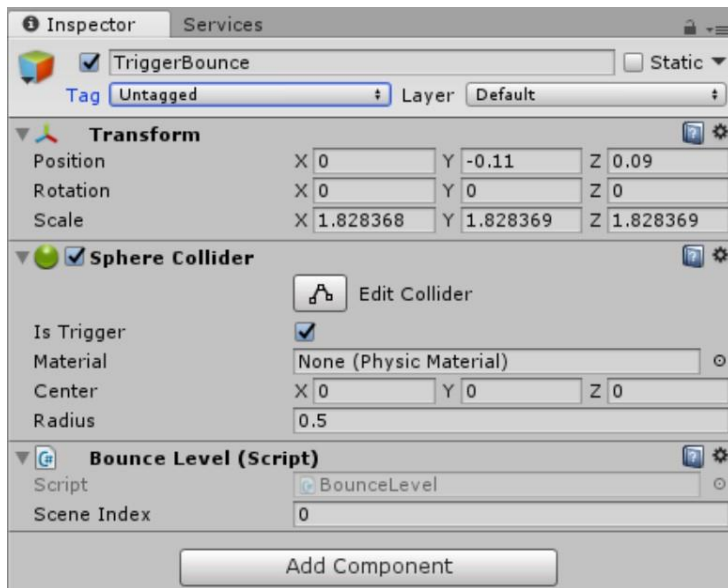 Inspector Services
TriggerBounce Static
Tag Untagged Layer Default
Transform
Position X 0 Y -0.11 Z 0.09
Rotation X 0 Y 0 Z 0
Scale X 1.828368 Y 1.828369 Z 1.828369
Sphere Collider
Edit Collider
Is Trigger
Material None (Physic Material)
Center X 0 Y 0 Z 0
Radius 0.5
C# Bounce Level (Script)
Script BounceLevel
Scene Index 0
Add Component